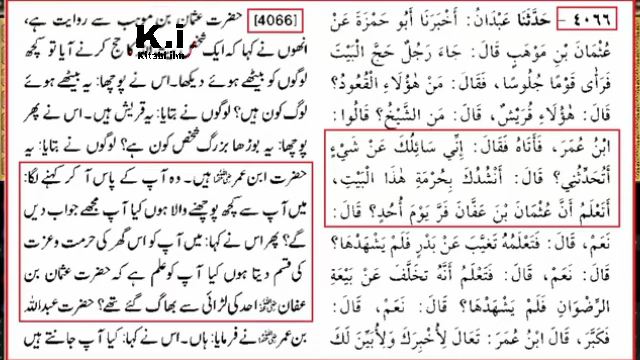 ٤٠٦٦ - حَدَّثَنَا عَبْدَانُ: أَخْبَرَنَا أَبُو حَمْزَةَ عَنْ
عُثْمَانَ بْنِ مَوْهَبٍ قَالَ: جَاءَ رَجُلٌ حَجَّ الْبَيْتَ
فَرَأَى قَوْمًا جُلُوسًا، فَقَالَ: مَنْ هٰؤُلَاءِ الْقُعُودُ؟
قَالَ: هٰؤُلَاءِ قُرَيْشٌ، قَالَ: مَنِ الشَّيْخُ؟ قَالُوا:
ابْنُ عُمَرَ، فَأَتَاهُ فَقَالَ: إِنِّي سَائِلُكَ عَنْ شَيْءٍ
أَتُحَدِّثُنِي؟ قَالَ: أَنْشُدُكَ بِحُرْمَةِ هٰذَا الْبَيْتِ،
أَتَعْلَمُ أَنَّ عُثْمَانَ بْنَ عَفَّانَ فَرَّ يَوْمَ أُحُدٍ؟ قَالَ:
نَعَمْ، قَالَ: فَتَعْلَمُهُ تَغَيَّبَ عَنْ بَدْرٍ فَلَمْ يَشْهَدْهَا؟
قَالَ: نَعَمْ، قَالَ: فَتَعْلَمُ أَنَّهُ تَخَلَّفَ عَنْ بَيْعَةِ
الرِّضْوَانِ فَلَمْ يَشْهَدْهَا؟ قَالَ: نَعَمْ، قَالَ:
فَكَبَّرَ، قَالَ ابْنُ عُمَرَ: تَعَالَ لِأُخْبِرَكَ وَلِأُبَيِّنَ لَكَ
[4066] حضرت عثمان بن موہب سے روایت ہے،
انھوں نے کہا کہ ایک شخص حج کرنے آیا تو کچھ
لوگوں کو بیٹھے ہوئے دیکھا۔ اس نے پوچھا: یہ بیٹھے ہوئے
لوگ کون ہیں؟ لوگوں نے بتایا: یہ قریش ہیں۔ اس نے پھر
پوچھا: یہ بوڑھا بزرگ شخص کون ہے؟ لوگوں نے بتایا: یہ
حضرت ابن عمر ؓ ہیں۔ وہ آپ کے پاس آ کر کہنے لگا:
میں آپ سے کچھ پوچھنے والا ہوں کیا آپ مجھے جواب دیں
گے؟ پھر اس نے کہا: میں آپ کو اس گھر کی حرمت و عزت
کی قسم دیتا ہوں کیا آپ کو علم ہے کہ حضرت عثمان بن
عفان ؓ احد کی لڑائی سے بھاگ گئے تھے؟ حضرت عبداللہ
بن عمر ؓ نے فرمایا: ہاں۔ اس نے کہا: کیا آپ جانتے ہیں
K.i